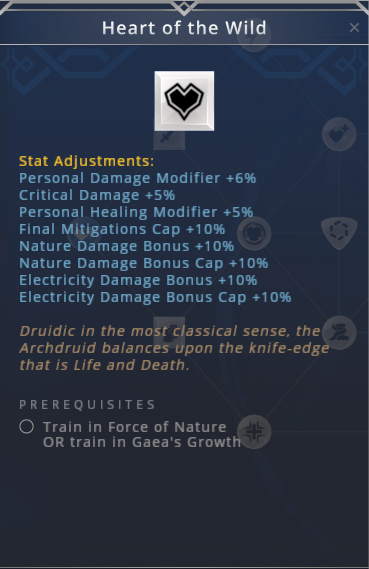 Heart of the Wild
Stat Adjustments:
Personal Damage Modifier +6%
Critical Damage +5%
Personal Healing Modifier +5%
Final Mitigations Cap +10%
Nature Damage Bonus +10%
Nature Damage Bonus Cap +10%
Electricity Damage Bonus +10%
Electricity Damage Bonus Cap +10%
Druidic in the most classical sense, the
Archdruid balances upon the knife-edge
that is Life and Death.
PREREQUISITES
Train in Force of Nature
OR train in Gaea's Growth